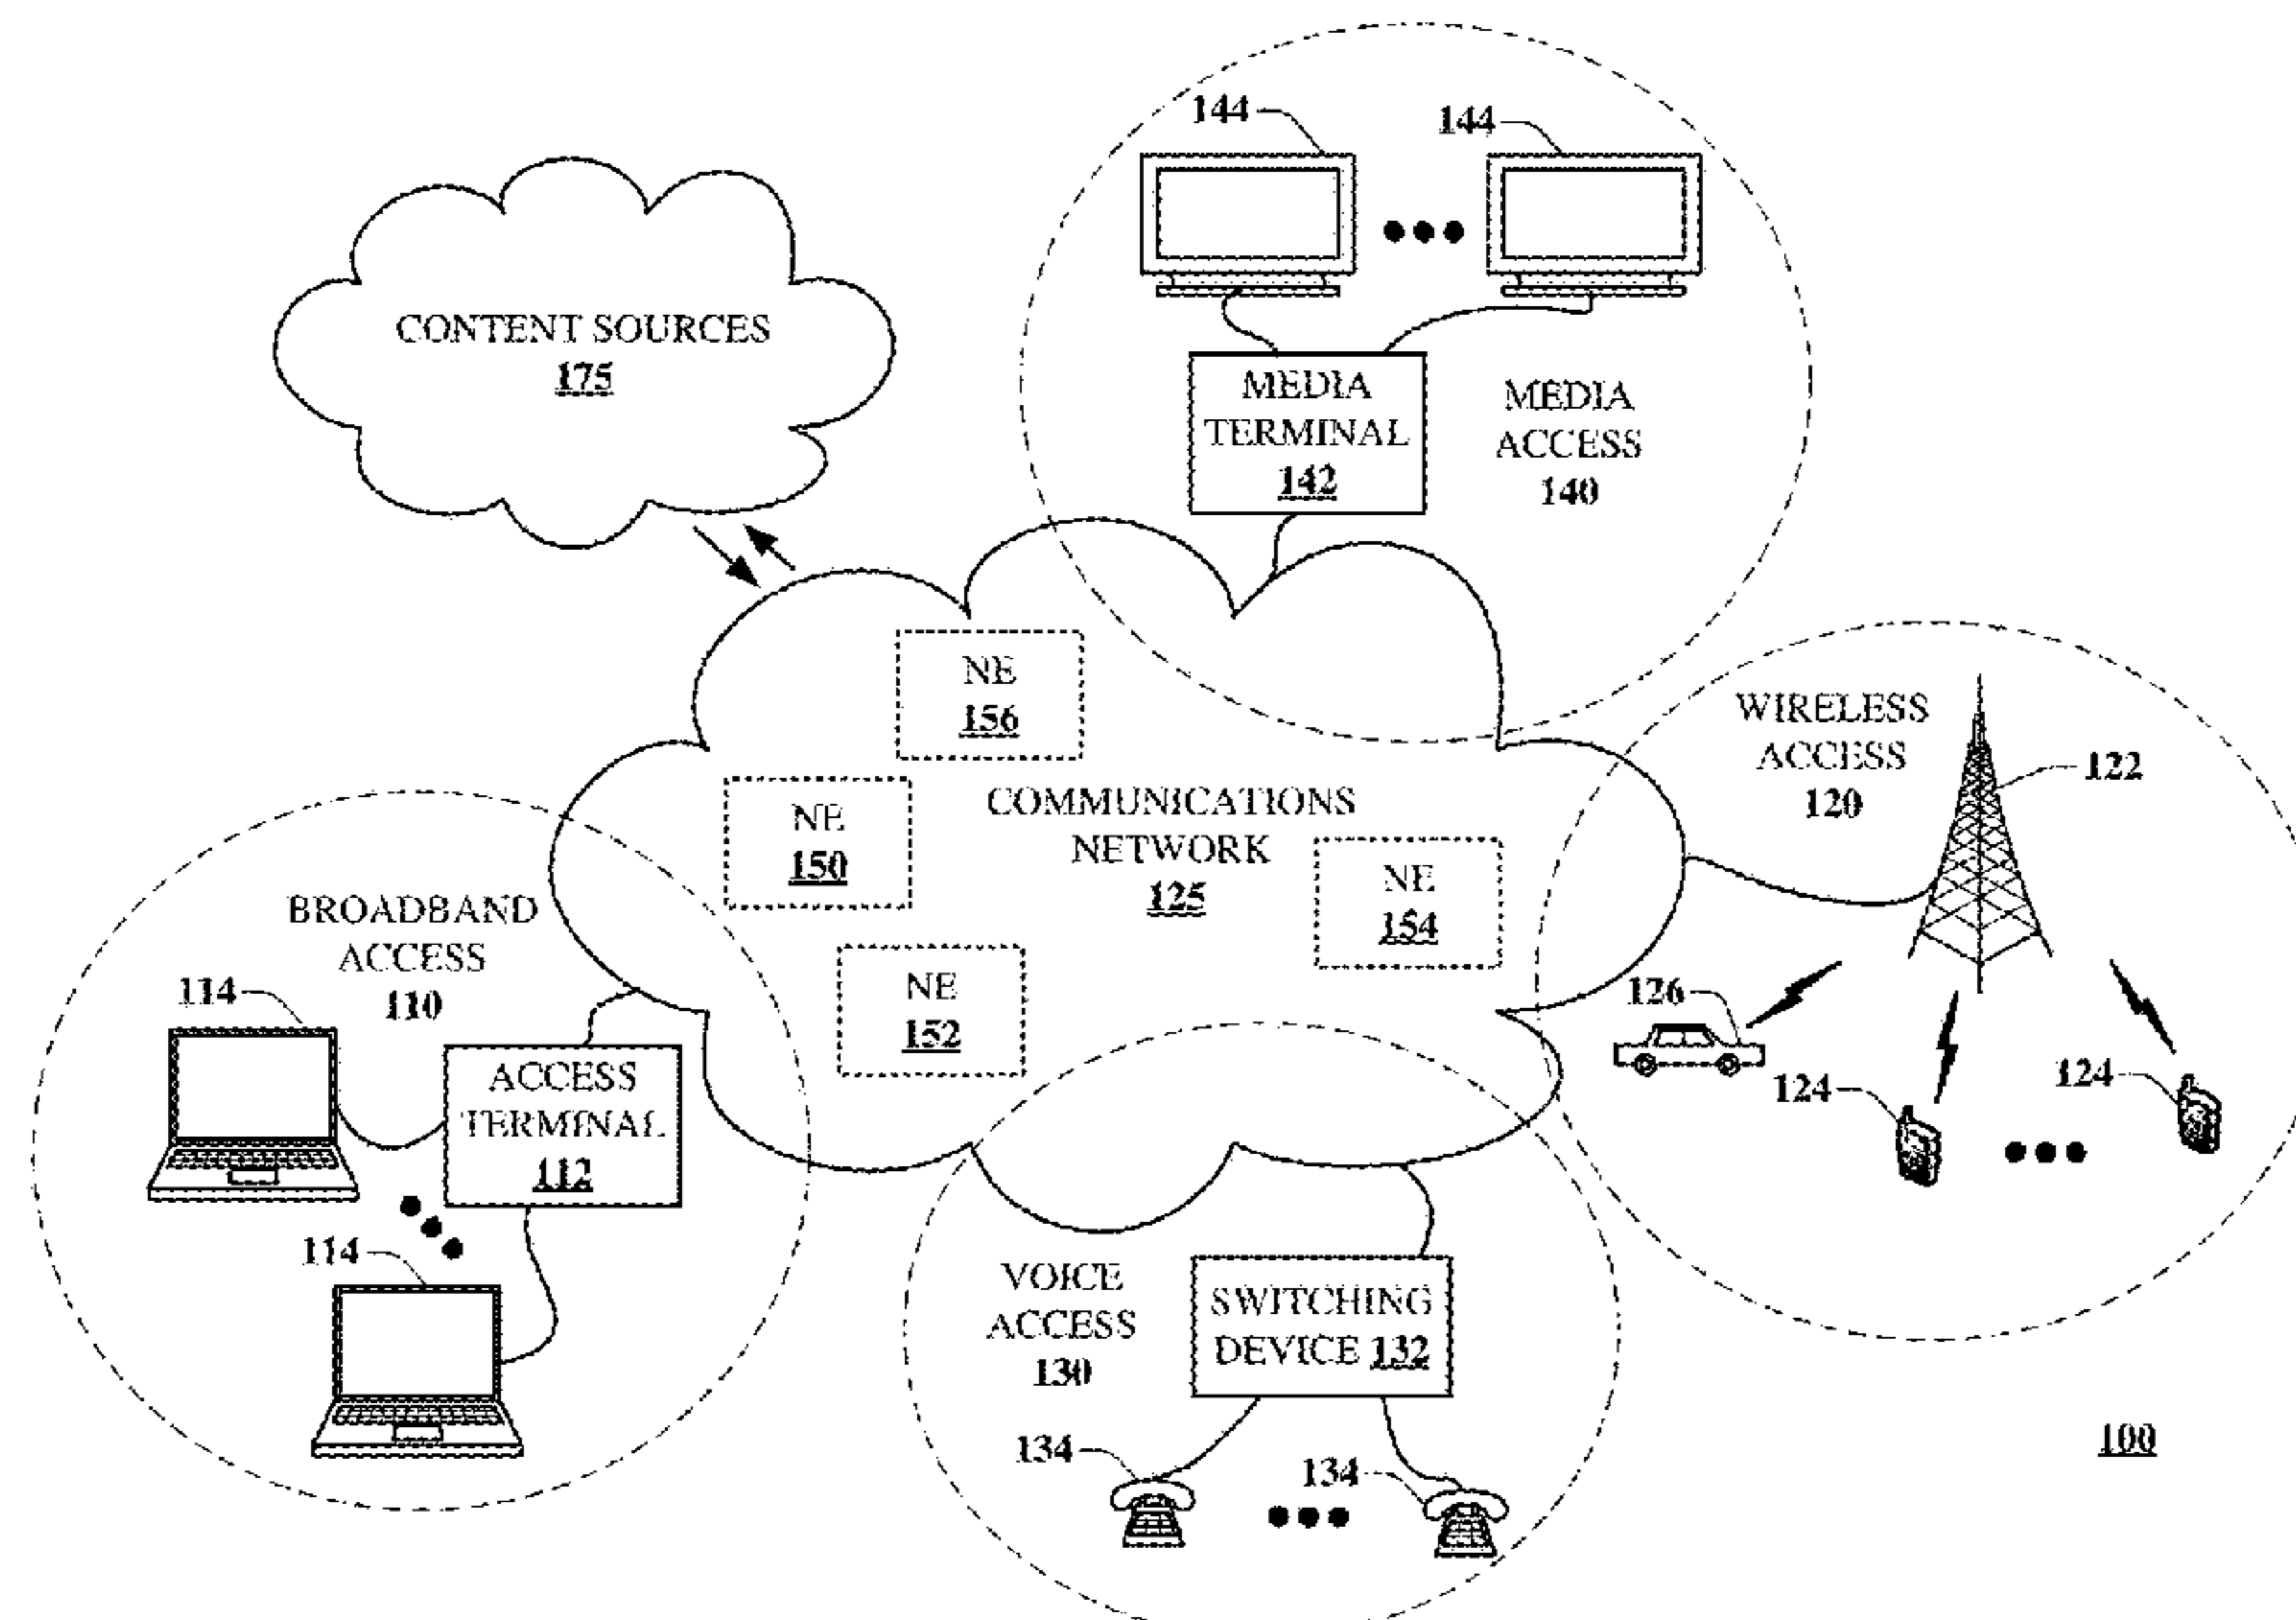 144
144
CONTENT SOURCES
175
MEDIA
TERMINAL
142
MEDIA
ACCESS
140
NE
156
WIRELESS
ACCESS
120
122
NE
150
COMMUNICATIONS
NETWORK
125
NE
154
BROADBAND
ACCESS
110
114
NE
152
126
124
124
ACCESS
TERMINAL
112
114
VOICE
ACCESS
130
SWITCHING
DEVICE 132
134
134
100